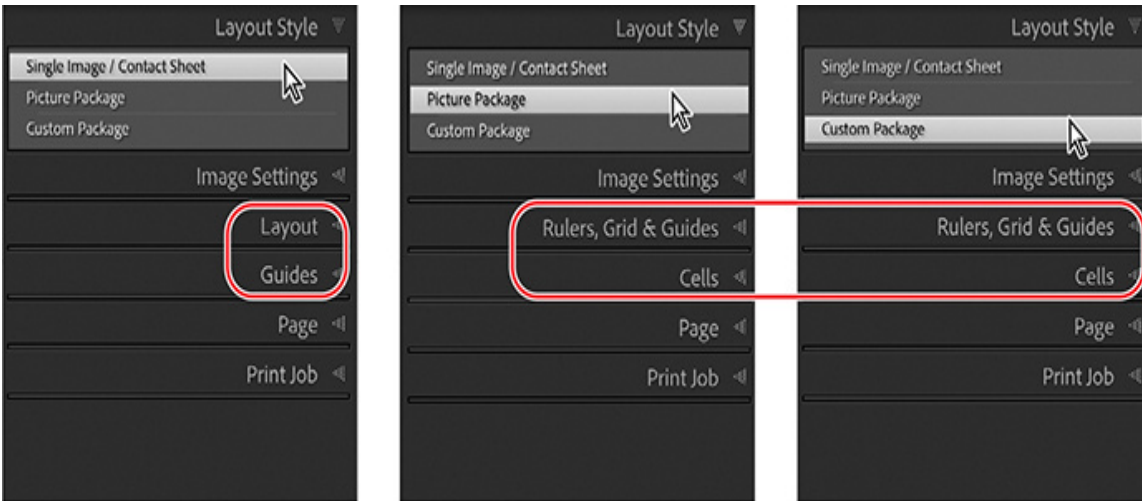 Layout Style
Single Image / Contact Sheet
Picture Package
Custom Package
Image Settings
Layout
Guides
Page
Print Job
Layout Style
Single Image / Contact Sheet
Picture Package
Custom Package
Image Settings
Rulers, Grid & Guides
Cells
Page
Print Job
Layout Style
Single Image / Contact Sheet
Picture Package
Custom Package
Image Settings
Rulers, Grid & Guides
Cells
Page
Print Job